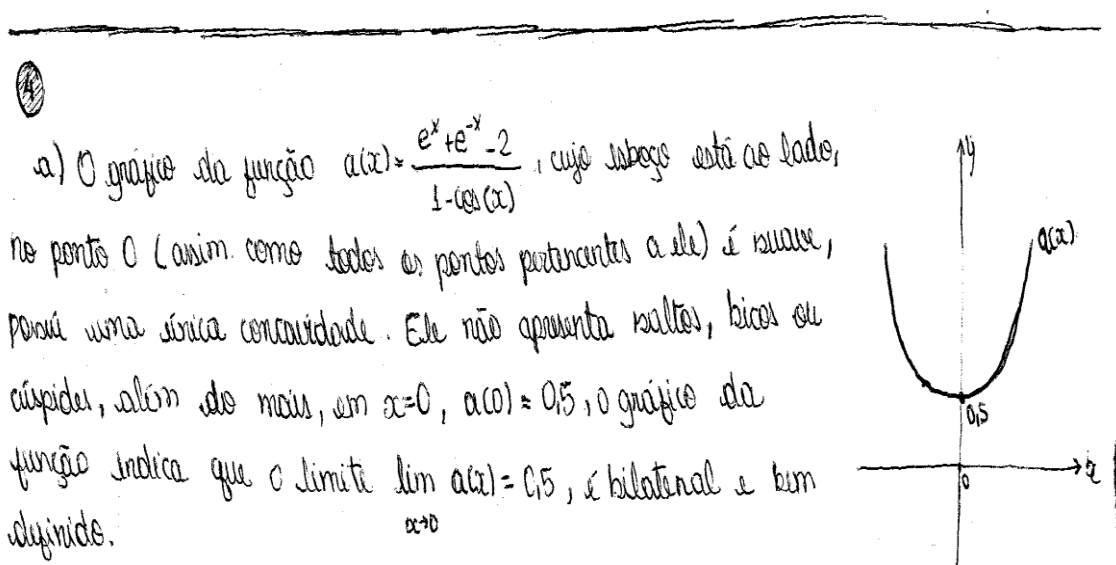 4
a) O gráfico da função a(x) = (e^x + e^-x - 2) / (1 - cos(x)), cujo esboço está ao lado,
no ponto 0 (assim como todos os pontos pertencentes a ele) é suave,
possui uma única concavidade. Ele não apresenta saltos, bicos ou
cúspides, além do mais, em x=0, a(0) = 0,5, o gráfico da
função indica que o limite lim x→0 a(x) = 0,5, é bilateral e bem
definido.
y
a(x)
0,5
0
x